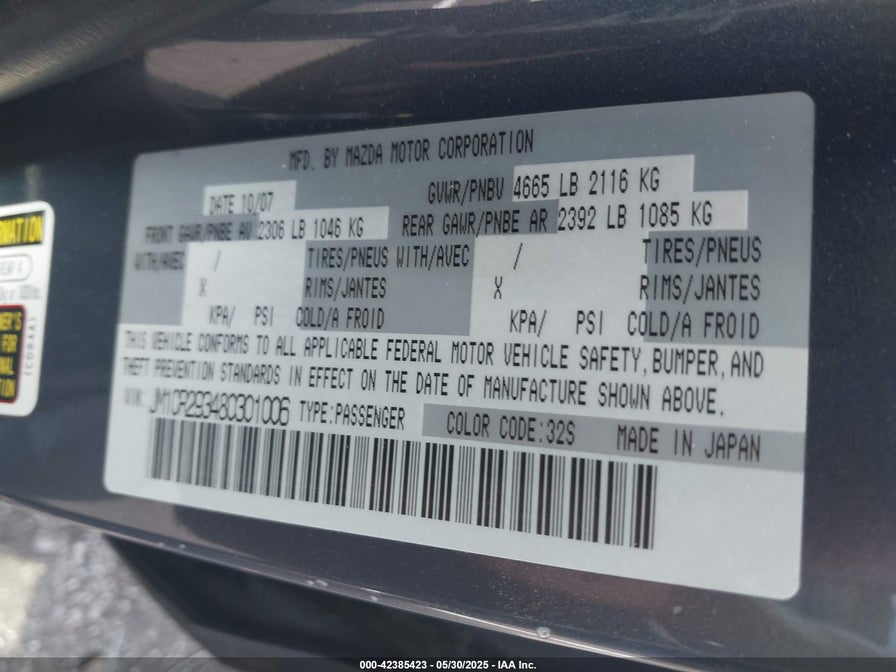 MFD. BY MAZDA MOTOR CORPORATION
DATE 10/07
GVWR/PNBV 4665 LB 2116 KG
FRONT GAWR/PNBE AV 2306 LB 1046 KG
REAR GAWR/PNBE AR 2392 LB 1085 KG
WITH/AVEC / TIRES/PNEUS WITH/AVEC / TIRES/PNEUS
X RIMS/JANTES X RIMS/JANTES
KPA/ PSI COLD/A FROID KPA/ PSI COLD/A FROID
THIS VEHICLE CONFORMS TO ALL APPLICABLE FEDERAL MOTOR VEHICLE SAFETY, BUMPER, AND
THEFT PREVENTION STANDARDS IN EFFECT ON THE DATE OF MANUFACTURE SHOWN ABOVE.
VIN: JM1CR293480301006 TYPE:PASSENGER COLOR CODE:32S MADE IN JAPAN
000-42385423 - 05/30/2025 - IAA Inc.